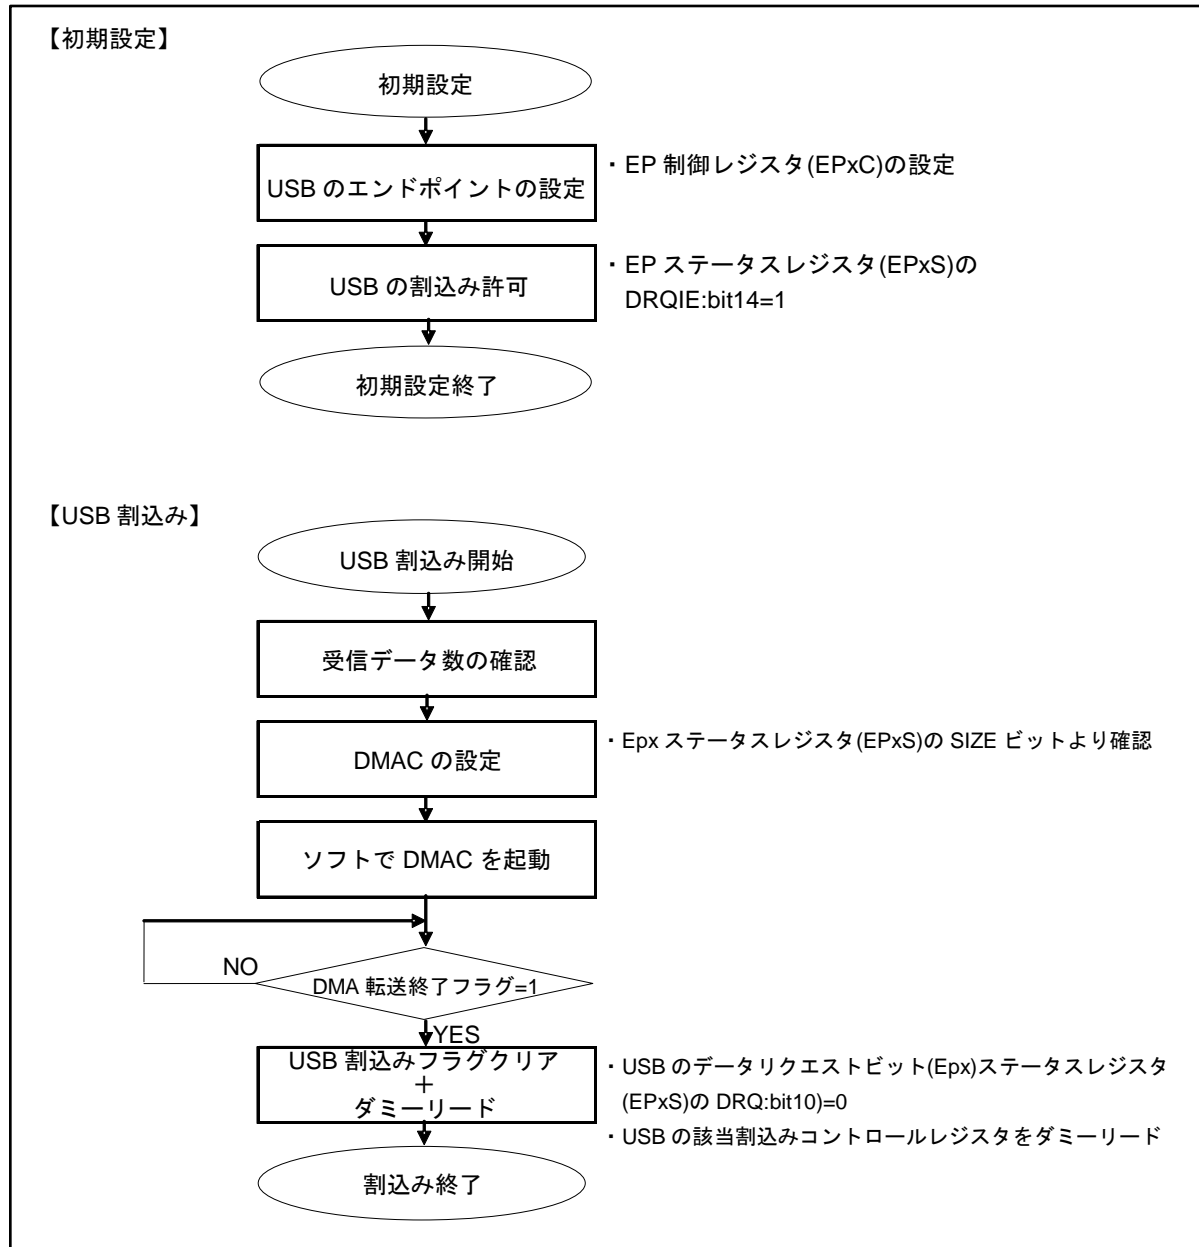 【初期設定】
初期設定
USB のエンドポイントの設定
・EP 制御レジスタ(EPxC)の設定
USB の割込み許可
・EP ステータスレジスタ(EPxS)の
DRQIE:bit14=1
初期設定終了
【USB 割込み】
USB 割込み開始
受信データ数の確認
DMAC の設定
・Epx ステータスレジスタ(EPxS)の SIZE ビットより確認
ソフトで DMAC を起動
NO
DMA 転送終了フラグ=1
YES
USB 割込みフラグクリア
＋
ダミーリード
・USB のデータリクエストビット(Epx)ステータスレジスタ
(EPxS)の DRQ:bit10)=0
・USB の該当割込みコントロールレジスタをダミーリード
割込み終了